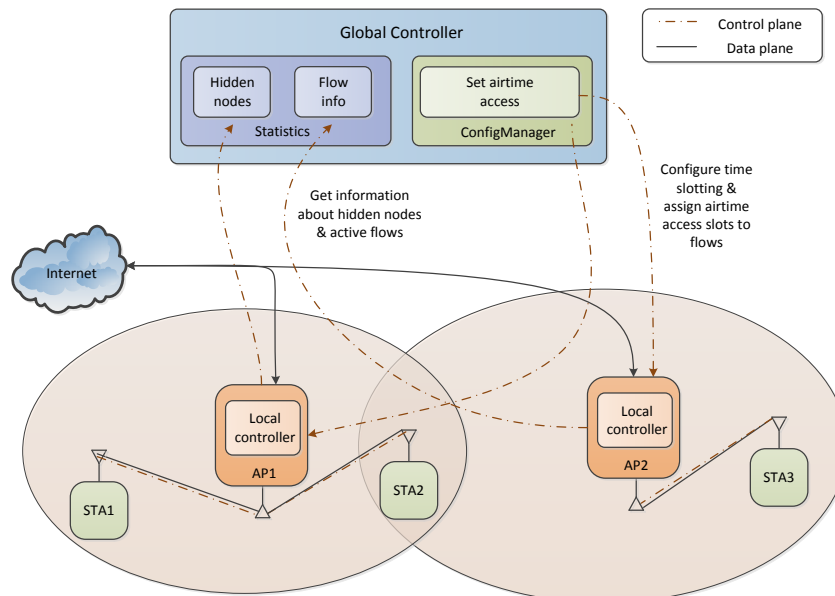 Global Controller
Control plane
Data plane
Hidden
nodes
Flow
info
Statistics
Set airtime
access
ConfigManager
Get information
about hidden nodes
& active flows
Configure time
slotting &
assign airtime
access slots to
flows
Internet
Local
controller
AP1
Local
controller
AP2
STA1
STA2
STA3